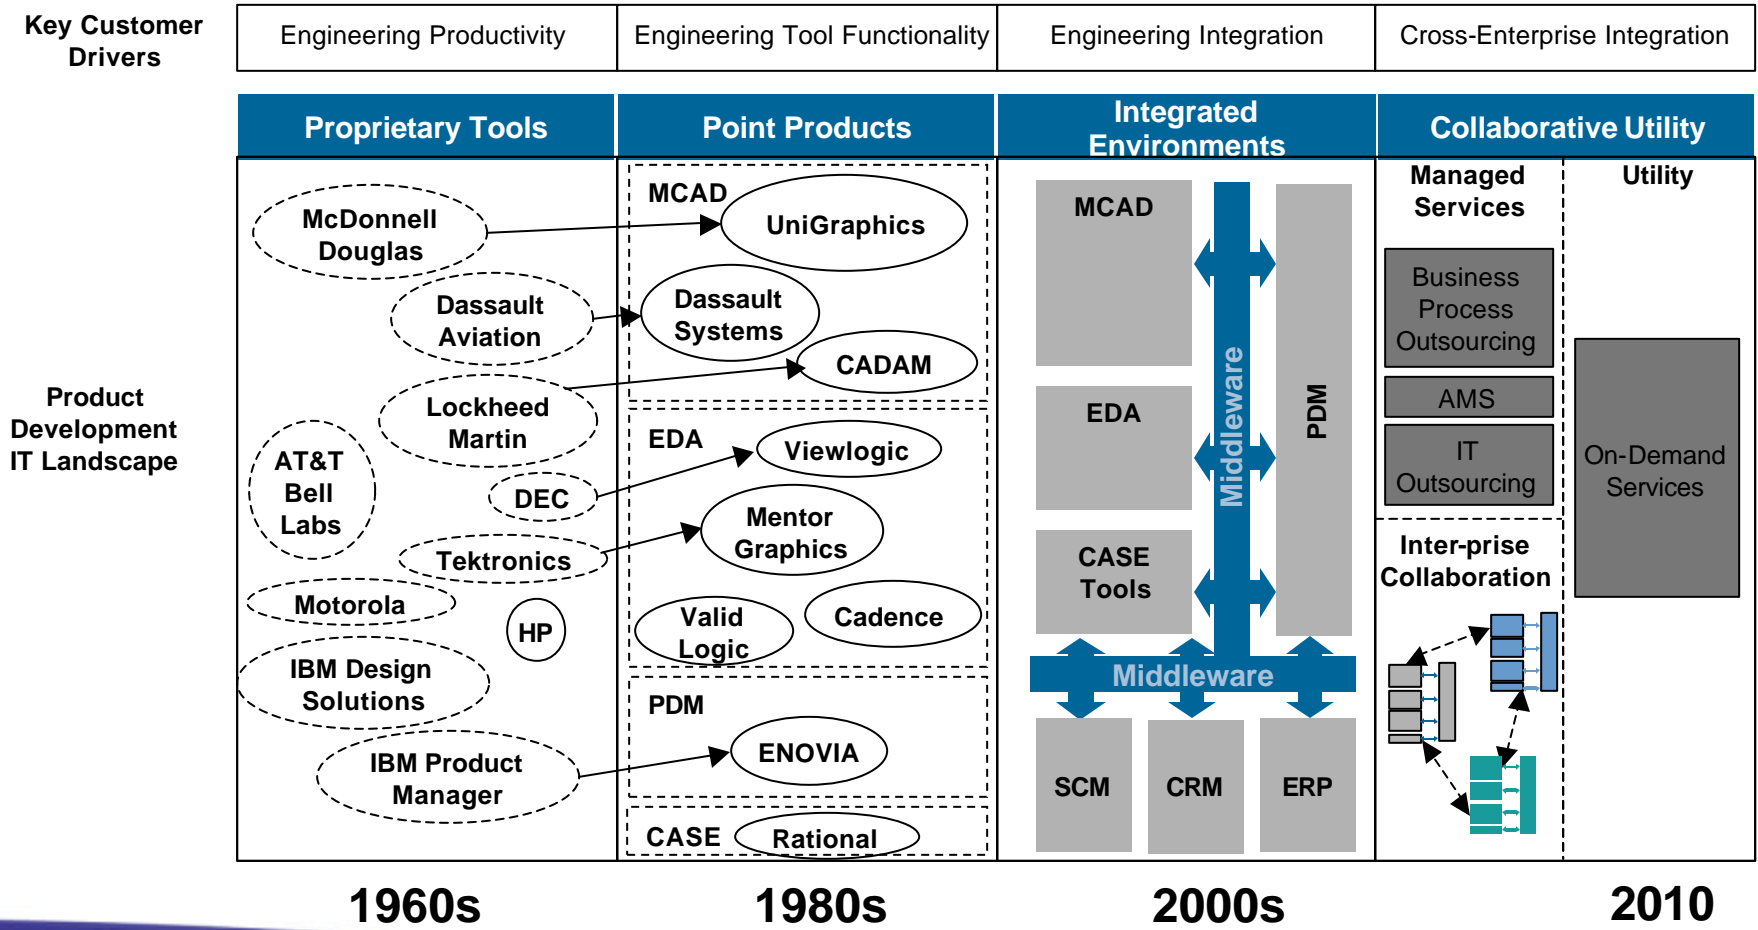 Key Customer
Drivers
Engineering Productivity
Engineering Tool Functionality
Engineering Integration
Cross-Enterprise Integration
Proprietary Tools
Point Products
Integrated
Environments
Collaborative Utility
Product
Development
IT Landscape
McDonnell
Douglas
Dassault
Aviation
Lockheed
Martin
AT&T
Bell
Labs
DEC
Tektronics
Motorola
HP
IBM Design
Solutions
IBM Product
Manager
MCAD
UniGraphics
Dassault
Systems
CADAM
EDA
Viewlogic
Mentor
Graphics
Valid
Logic
Cadence
PDM
ENOVIA
CASE
Rational
MCAD
EDA
CASE
Tools
Middleware
PDM
Middleware
SCM
CRM
ERP
Managed
Services
Business
Process
Outsourcing
AMS
IT
Outsourcing
Inter-prise
Collaboration
Utility
On-Demand
Services
1960s
1980s
2000s
2010